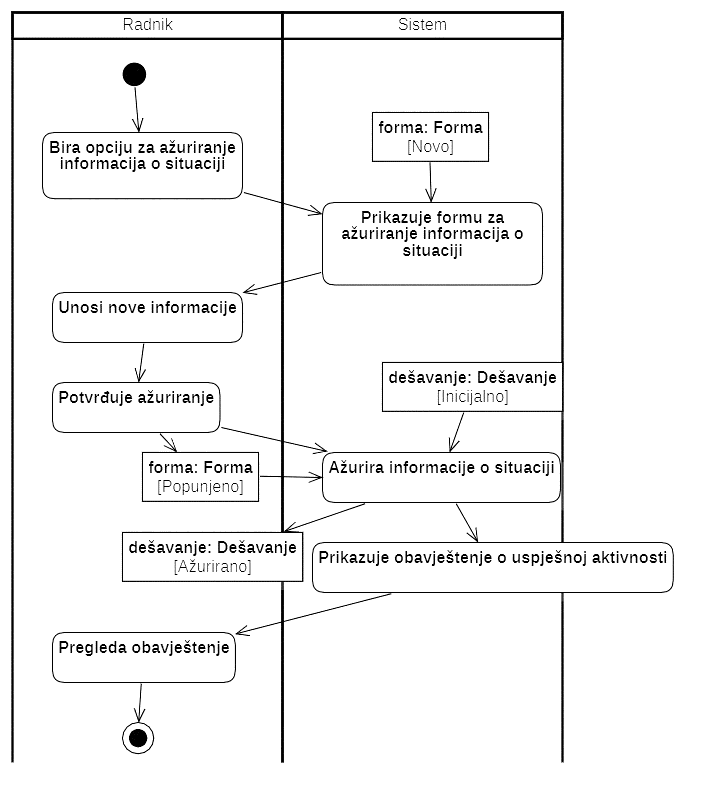 Radnik
Sistem
forma: Forma
[Novo]
Bira opciju za ažuriranje
informacija o situaciji
Prikazuje formu za
ažuriranje informacija o
situaciji
Unosi nove informacije
dešavanje: Dešavanje
[Inicijalno]
Potvrđuje ažuriranje
forma: Forma
[Popunjeno]
Ažurira informacije o situaciji
dešavanje: Dešavanje
[Ažurirano]
Prikazuje obavještenje o uspješnoj aktivnosti
Pregleda obavještenje